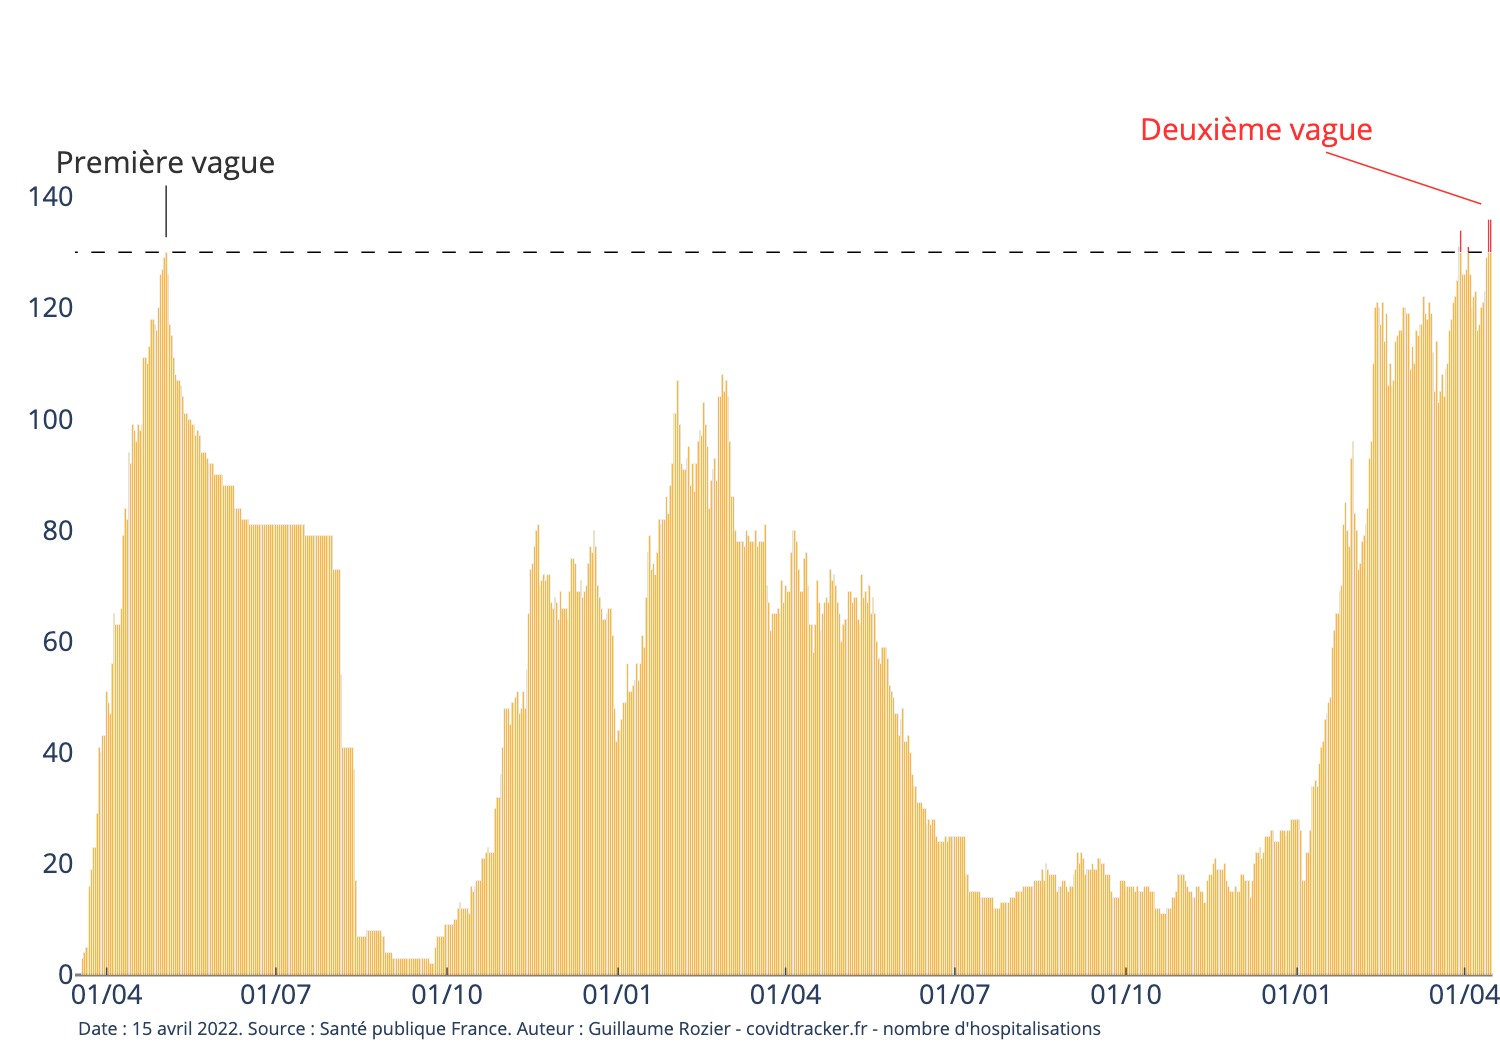 Deuxième vague
Première vague
140
120
100
80
60
40
20
0
01/04 01/07 01/10 01/01 01/04 01/07 01/10 01/01 01/04
Date : 15 avril 2022. Source : Santé publique France. Auteur : Guillaume Rozier - covidtracker.fr - nombre d'hospitalisations